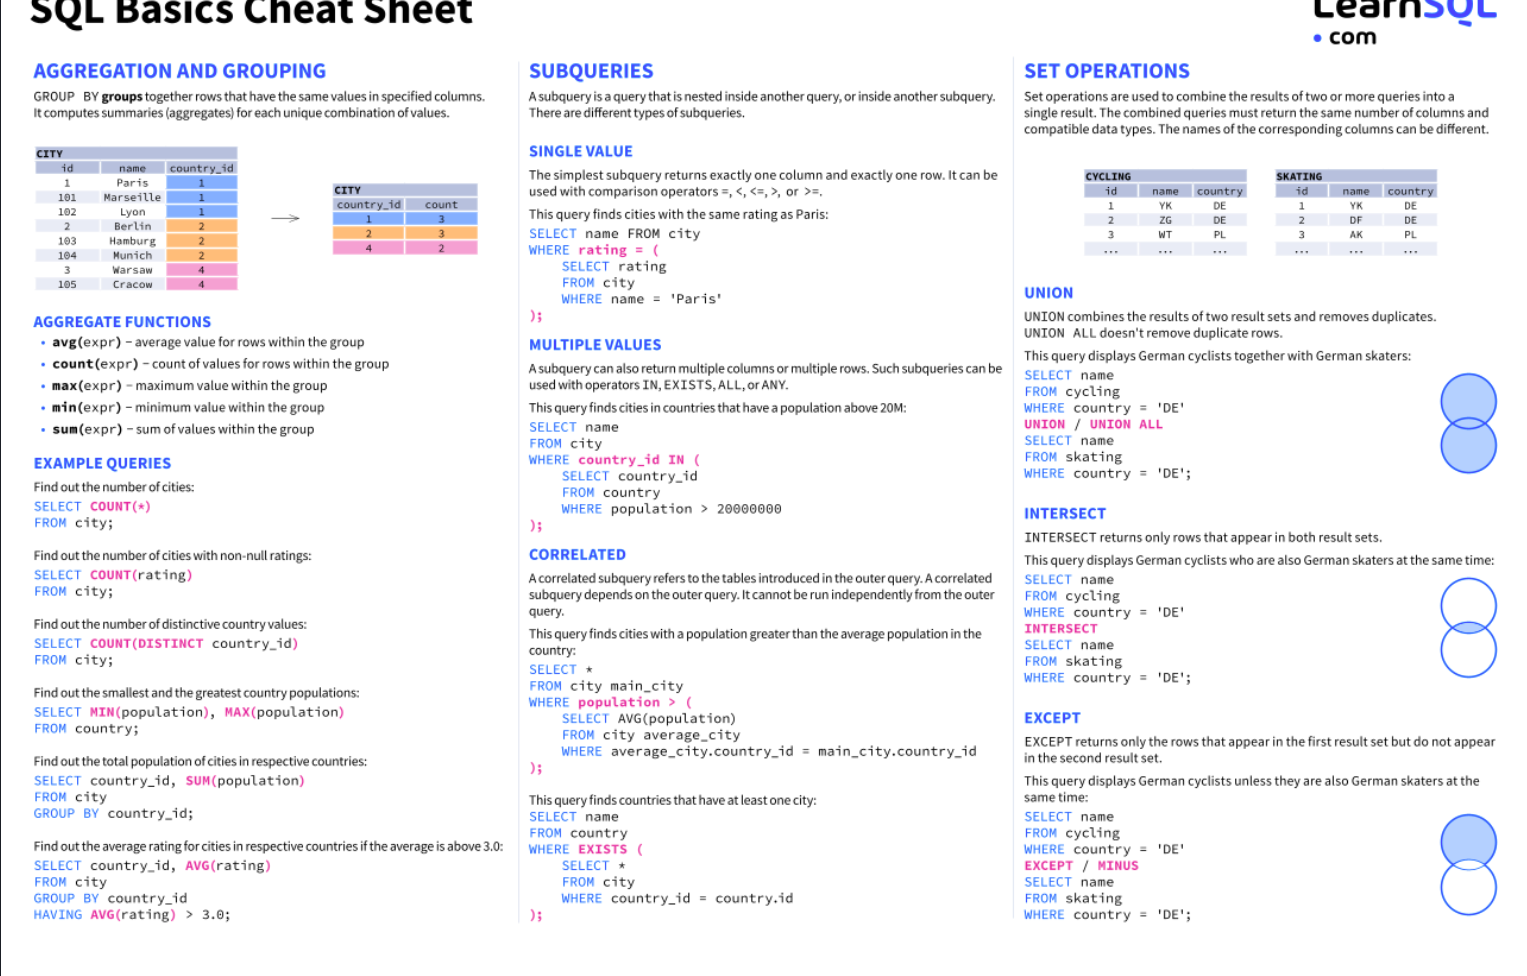 SQL Basics Cheat Sheet
LearnSQL
• com
AGGREGATION AND GROUPING
GROUP BY groups together rows that have the same values in specified columns.
It computes summaries (aggregates) for each unique combination of values.
CITY
id name country_id
1 Paris 1
101 Marseille 1
102 Lyon 1
2 Berlin 2
103 Hamburg 2
104 Munich 2
3 Warsaw 4
105 Cracow 4
CITY
country_id count
1 3
2 3
4 2
AGGREGATE FUNCTIONS
• avg(expr) − average value for rows within the group
• count(expr) − count of values for rows within the group
• max(expr) − maximum value within the group
• min(expr) − minimum value within the group
• sum(expr) − sum of values within the group
EXAMPLE QUERIES
Find out the number of cities:
SELECT COUNT(*)
FROM city;
Find out the number of cities with non-null ratings:
SELECT COUNT(rating)
FROM city;
Find out the number of distinctive country values:
SELECT COUNT(DISTINCT country_id)
FROM city;
Find out the smallest and the greatest country populations:
SELECT MIN(population), MAX(population)
FROM country;
Find out the total population of cities in respective countries:
SELECT country_id, SUM(population)
FROM city
GROUP BY country_id;
Find out the average rating for cities in respective countries if the average is above 3.0:
SELECT country_id, AVG(rating)
FROM city
GROUP BY country_id
HAVING AVG(rating) > 3.0;
SUBQUERIES
A subquery is a query that is nested inside another query, or inside another subquery.
There are different types of subqueries.
SINGLE VALUE
The simplest subquery returns exactly one column and exactly one row. It can be
used with comparison operators =, <, <=, >, or >=.
This query finds cities with the same rating as Paris:
SELECT name FROM city
WHERE rating = (
SELECT rating
FROM city
WHERE name = 'Paris'
);
MULTIPLE VALUES
A subquery can also return multiple columns or multiple rows. Such subqueries can be
used with operators IN, EXISTS, ALL, or ANY.
This query finds cities in countries that have a population above 20M:
SELECT name
FROM city
WHERE country_id IN (
SELECT country_id
FROM country
WHERE population > 20000000
);
CORRELATED
A correlated subquery refers to the tables introduced in the outer query. A correlated
subquery depends on the outer query. It cannot be run independently from the outer
query.
This query finds cities with a population greater than the average population in the
country:
SELECT *
FROM city main_city
WHERE population > (
SELECT AVG(population)
FROM city average_city
WHERE average_city.country_id = main_city.country_id
);
This query finds countries that have at least one city:
SELECT name
FROM country
WHERE EXISTS (
SELECT *
FROM city
WHERE country_id = country.id
);
SET OPERATIONS
Set operations are used to combine the results of two or more queries into a
single result. The combined queries must return the same number of columns and
compatible data types. The names of the corresponding columns can be different.
CYCLING
id name country
1 YK DE
2 ZG DE
3 WT PL
... ... ...
SKATING
id name country
1 YK DE
2 DF DE
3 AK PL
... ... ...
UNION
UNION combines the results of two result sets and removes duplicates.
UNION ALL doesn't remove duplicate rows.
This query displays German cyclists together with German skaters:
SELECT name
FROM cycling
WHERE country = 'DE'
UNION / UNION ALL
SELECT name
FROM skating
WHERE country = 'DE';
INTERSECT
INTERSECT returns only rows that appear in both result sets.
This query displays German cyclists who are also German skaters at the same time:
SELECT name
FROM cycling
WHERE country = 'DE'
INTERSECT
SELECT name
FROM skating
WHERE country = 'DE';
EXCEPT
EXCEPT returns only the rows that appear in the first result set but do not appear
in the second result set.
This query displays German cyclists unless they are also German skaters at the
same time:
SELECT name
FROM cycling
WHERE country = 'DE'
EXCEPT / MINUS
SELECT name
FROM skating
WHERE country = 'DE';